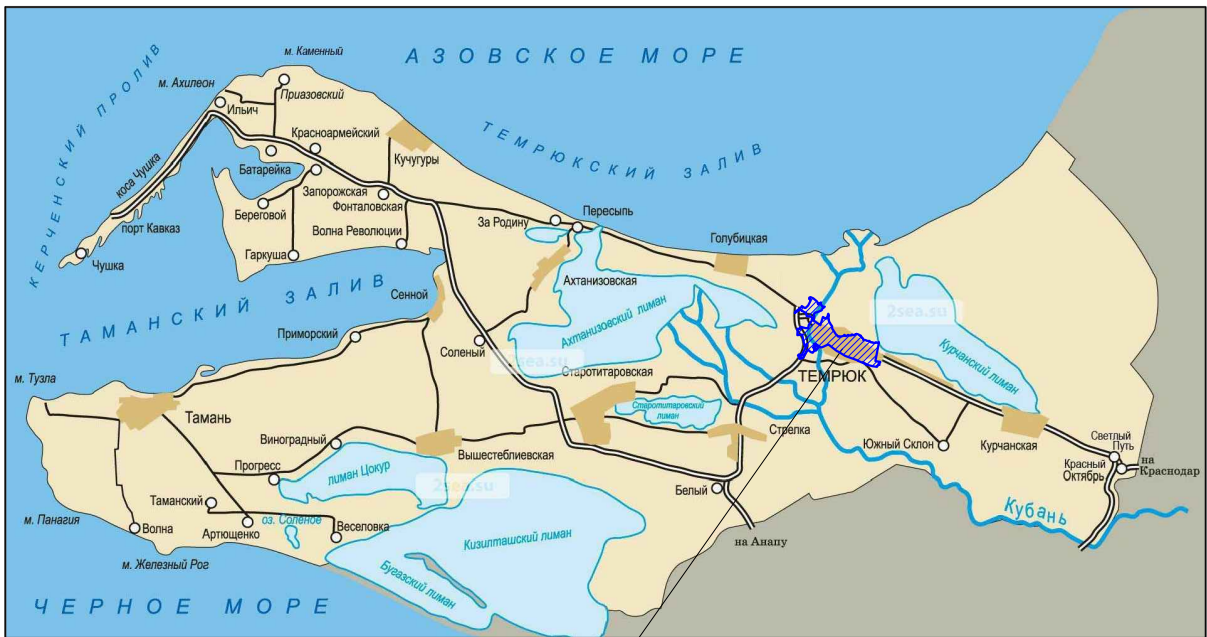 АЗОВСКОЕ МОРЕ
м. Каменный
м. Ахилеон
Приазовский
Ильич
КЕРЧЕНСКИЙ ПРОЛИВ
ТЕМРЮКСКИЙ ЗАЛИВ
Красноармейский
Кучугуры
коса Чушка
Батарейка
Запорожская
Фонталовская
Береговой
порт Кавказ
За Родину
Пересыпь
Волна Революции
Голубицкая
Гаркуша
Чушка
Ахтанизовская
Сенной
ТАМАНСКИЙ ЗАЛИВ
2sea.su
Ахтанизовский лиман
Приморский
Соленый
2sea.su
Курчанский лиман
м. Тузла
Старотитаровская
ТЕМРЮК
Тамань
Старотитаровский
лиман
Стрелка
Виноградный
Вышестеблиевская
Южный Склон
Курчанская
Светлый
Путь
на
Краснодар
Красный
Октябрь
Прогресс
лиман Цокур
2sea.su
Белый
Таманский
Кубань
м. Панагия
оз. Соленое
Волна
Артющенко
Веселовка
Кизилташский лиман
на Анапу
м. Железный Рог
Бугазский лиман
ЧЕРНОЕ МОРЕ